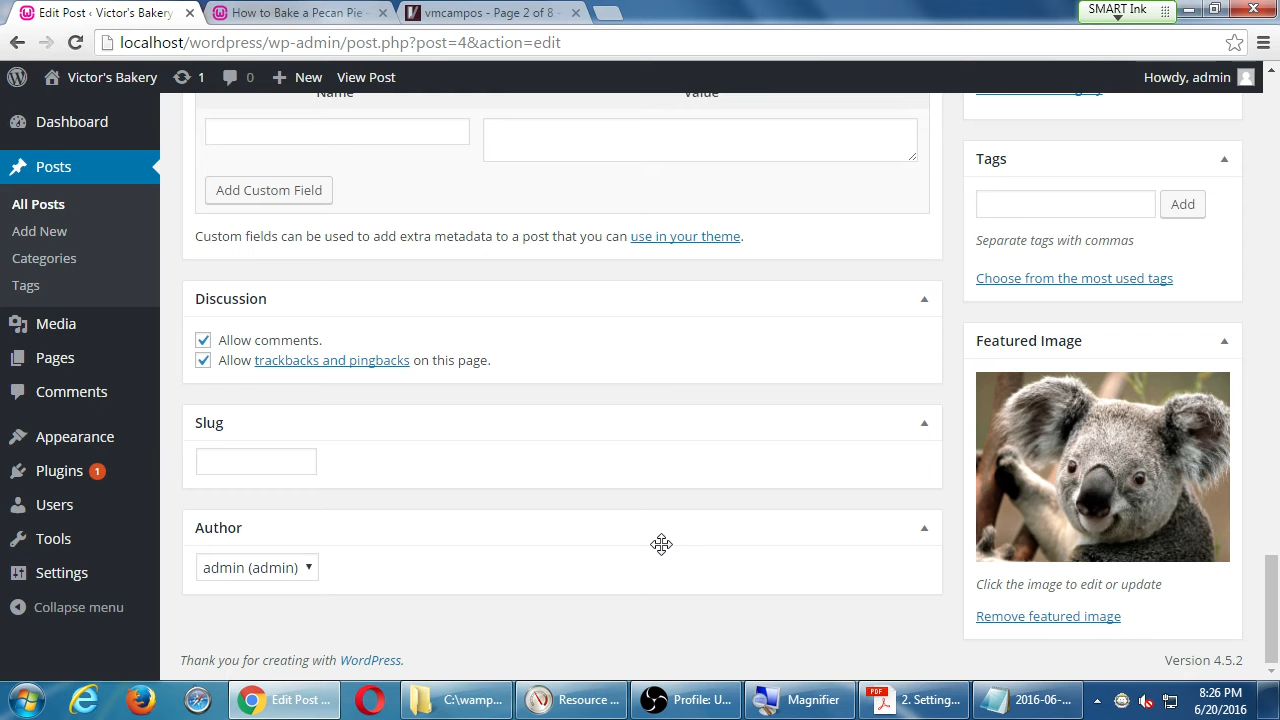 Edit Post ‹ Victor's Bakery
How to Bake a Pecan Pie
vmcampos - Page 2 of 8
SMART Ink
localhost/wordpress/wp-admin/post.php?post=4&action=edit
Victor's Bakery
1
0
New
View Post
Howdy, admin
Dashboard
Posts
All Posts
Add New
Categories
Tags
Media
Pages
Comments
Appearance
Plugins 1
Users
Tools
Settings
Collapse menu
Name
Value
Add Custom Field
Custom fields can be used to add extra metadata to a post that you can use in your theme.
Discussion
Allow comments.
Allow trackbacks and pingbacks on this page.
Slug
Author
admin (admin)
Tags
Add
Separate tags with commas
Choose from the most used tags
Featured Image
Click the image to edit or update
Remove featured image
Thank you for creating with WordPress.
Version 4.5.2
Edit Post ...
C:\wamp...
Resource ...
Profile: U...
Magnifier
PDF
2. Setting...
2016-06-...
8:26 PM
6/20/2016